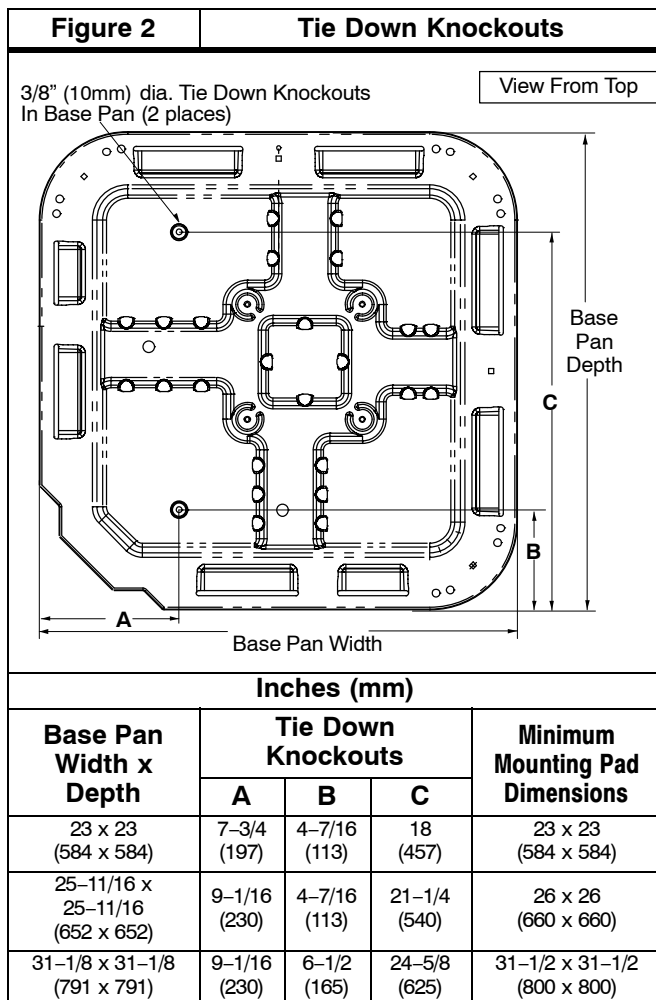 Figure 2
Tie Down Knockouts
3/8” (10mm) dia. Tie Down Knockouts
In Base Pan (2 places)
View From Top
Base
Pan
Depth
C
B
A
Base Pan Width
Inches (mm)
Base Pan
Width x
Depth
Tie Down
Knockouts
Minimum
Mounting Pad
Dimensions
A B C
23 x 23
(584 x 584)
7–3/4
(197)
4–7/16
(113)
18
(457)
23 x 23
(584 x 584)
25–11/16 x
25–11/16
(652 x 652)
9–1/16
(230)
4–7/16
(113)
21–1/4
(540)
26 x 26
(660 x 660)
31–1/8 x 31–1/8
(791 x 791)
9–1/16
(230)
6–1/2
(165)
24–5/8
(625)
31–1/2 x 31–1/2
(800 x 800)